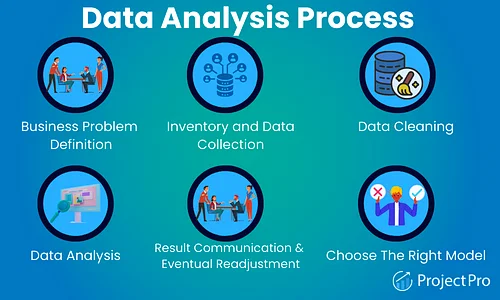 Data Analysis Process
Business Problem
Definition
Inventory and Data
Collection
Data Cleaning
Data Analysis
Result Communication &
Eventual Readjustment
Choose The Right Model
ProjectPro